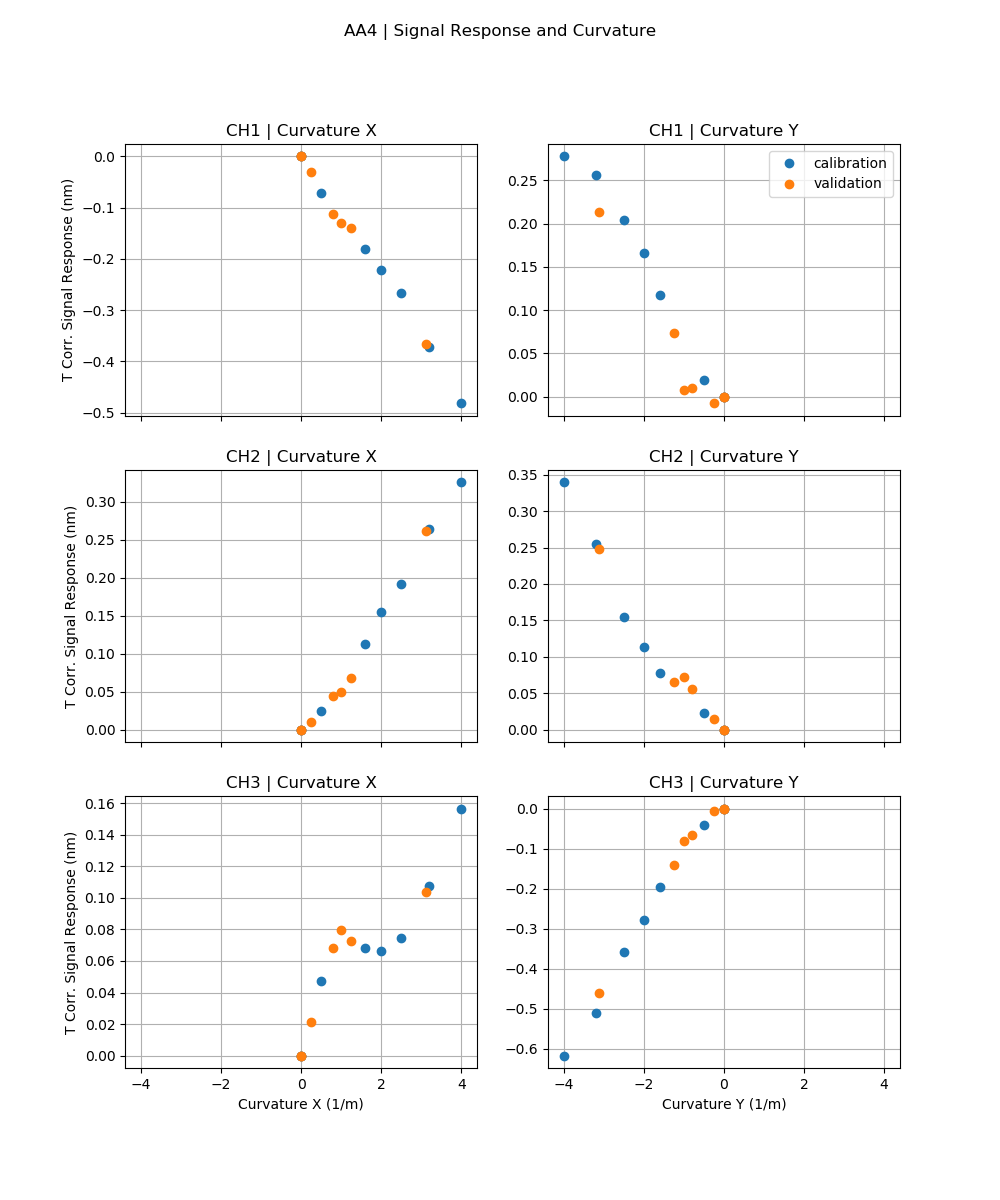 AA4 | Signal Response and Curvature
CH1 | Curvature X
CH1 | Curvature Y
T Corr. Signal Response (nm)
0.0
−0.1
−0.2
−0.3
−0.4
−0.5
0.25
0.20
0.15
0.10
0.05
0.00
calibration
validation
CH2 | Curvature X
CH2 | Curvature Y
T Corr. Signal Response (nm)
0.30
0.25
0.20
0.15
0.10
0.05
0.00
0.35
0.30
0.25
0.20
0.15
0.10
0.05
0.00
CH3 | Curvature X
CH3 | Curvature Y
T Corr. Signal Response (nm)
0.16
0.14
0.12
0.10
0.08
0.06
0.04
0.02
0.00
0.0
−0.1
−0.2
−0.3
−0.4
−0.5
−0.6
−4 −2 0 2 4
−4 −2 0 2 4
Curvature X (1/m)
Curvature Y (1/m)